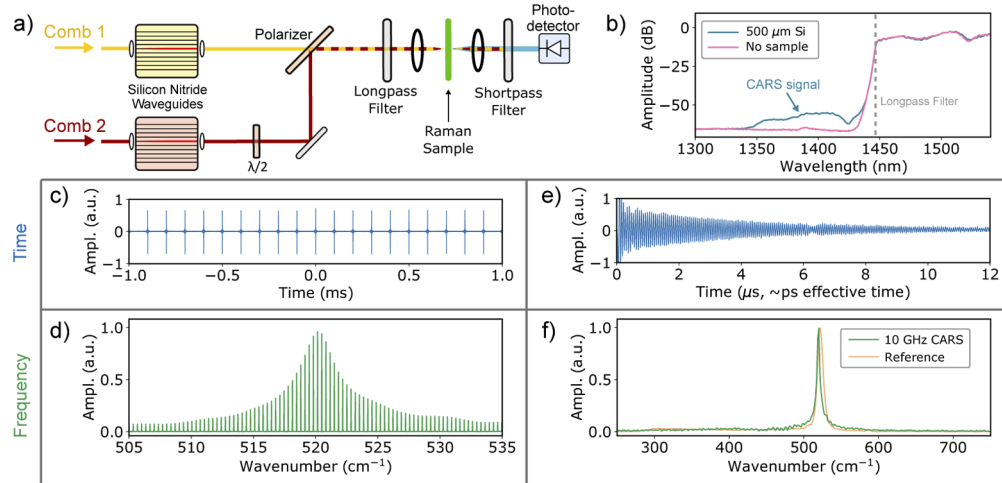 a)
Comb 1
Silicon Nitride
Waveguides
Comb 2
λ/2
Polarizer
Longpass
Filter
Raman
Sample
Shortpass
Filter
Photo-
detector
b)
Amplitude (dB)
0
−25
−50
500 μm Si
No sample
CARS signal
Longpass Filter
1300 1400 1500
Wavelength (nm)
Time
c)
Ampl. (a.u.)
1
0
−1
−1.0 −0.5 0.0 0.5 1.0
Time (ms)
e)
Ampl. (a.u.)
1
0
−1
0 2 4 6 8 10 12
Time (μs, ~ps effective time)
Frequency
d)
Ampl. (a.u.)
1.0
0.5
0.0
505 510 515 520 525 530 535
Wavenumber (cm⁻¹)
f)
Ampl. (a.u.)
1.0
0.5
0.0
10 GHz CARS
Reference
300 400 500 600 700
Wavenumber (cm⁻¹)